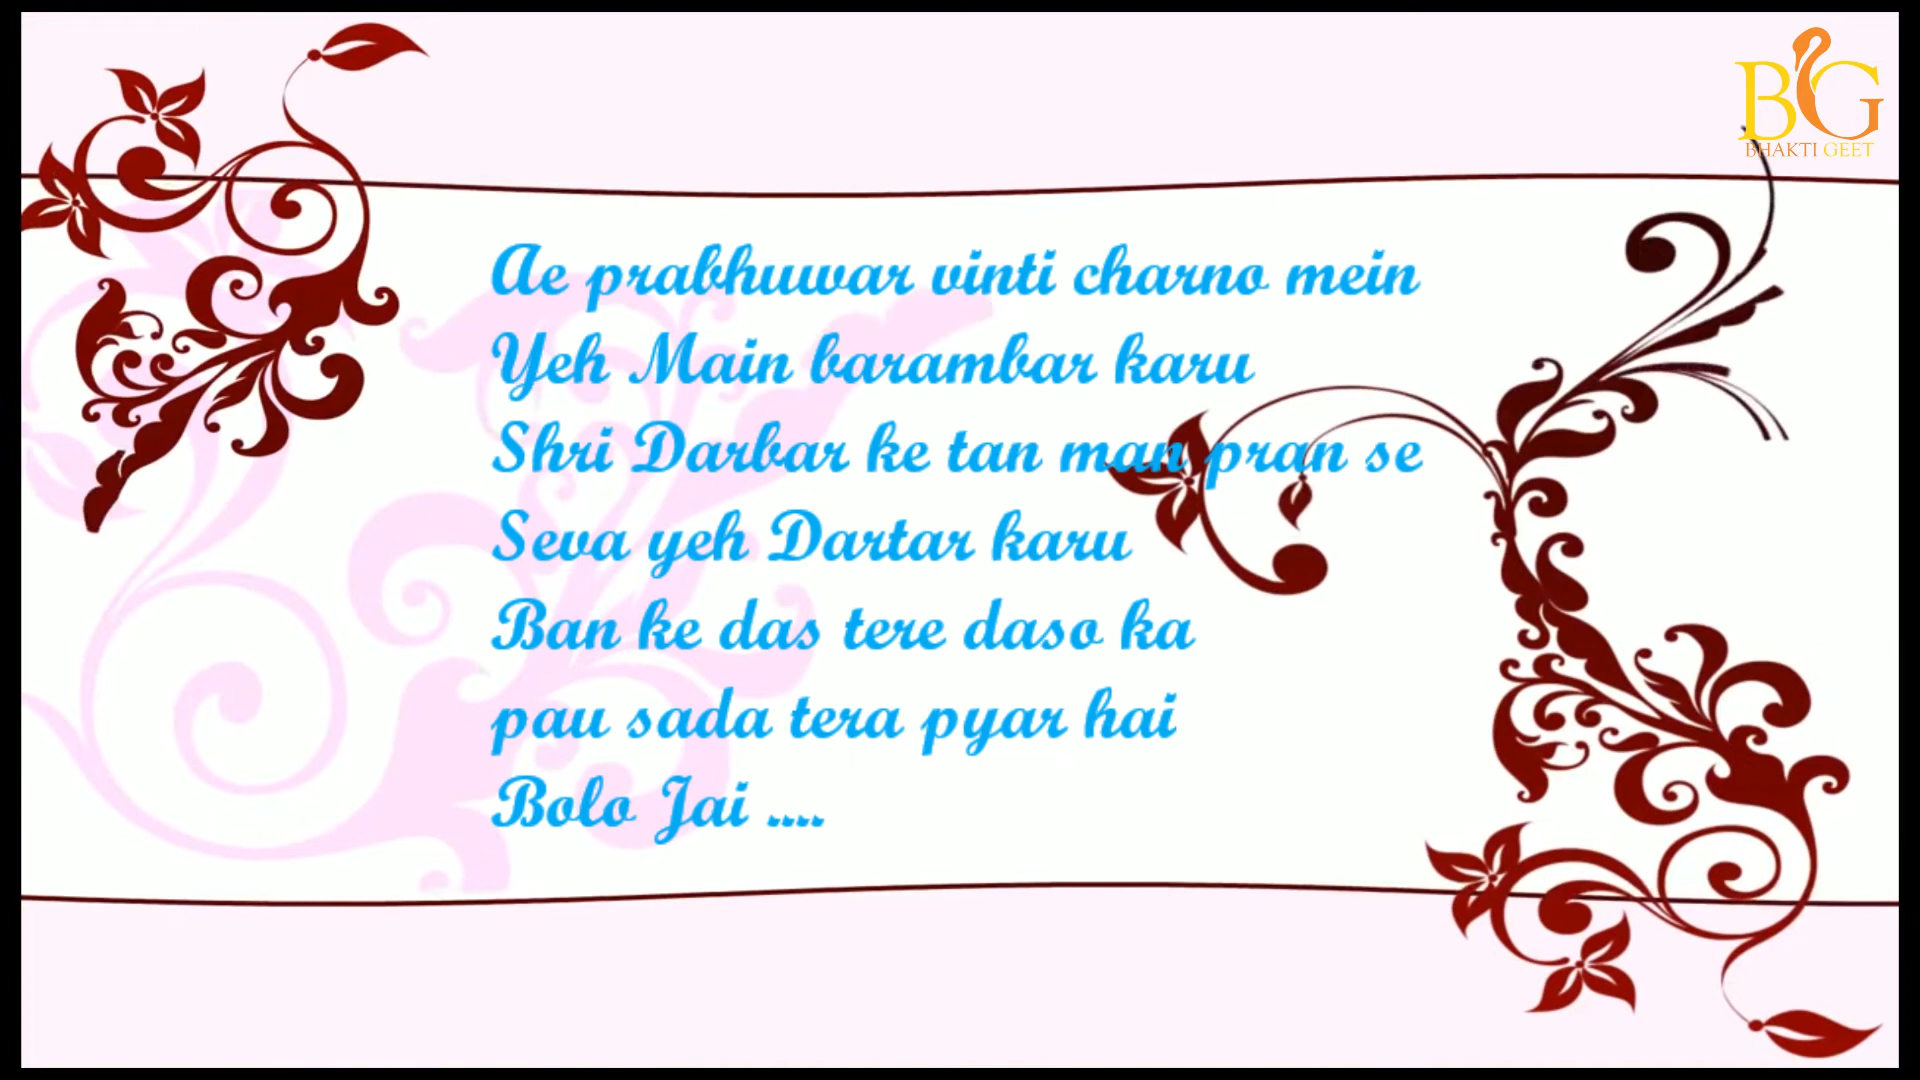 BG
BHAKTI GEET
Ae prabhuwar vinti charno mein
Yeh Main barambar karu
Shri Darbar ke tan man pran se
Seva yeh Dartar karu
Ban ke das tere daso ka
pau sada tera pyar hai
Bolo Jai ....